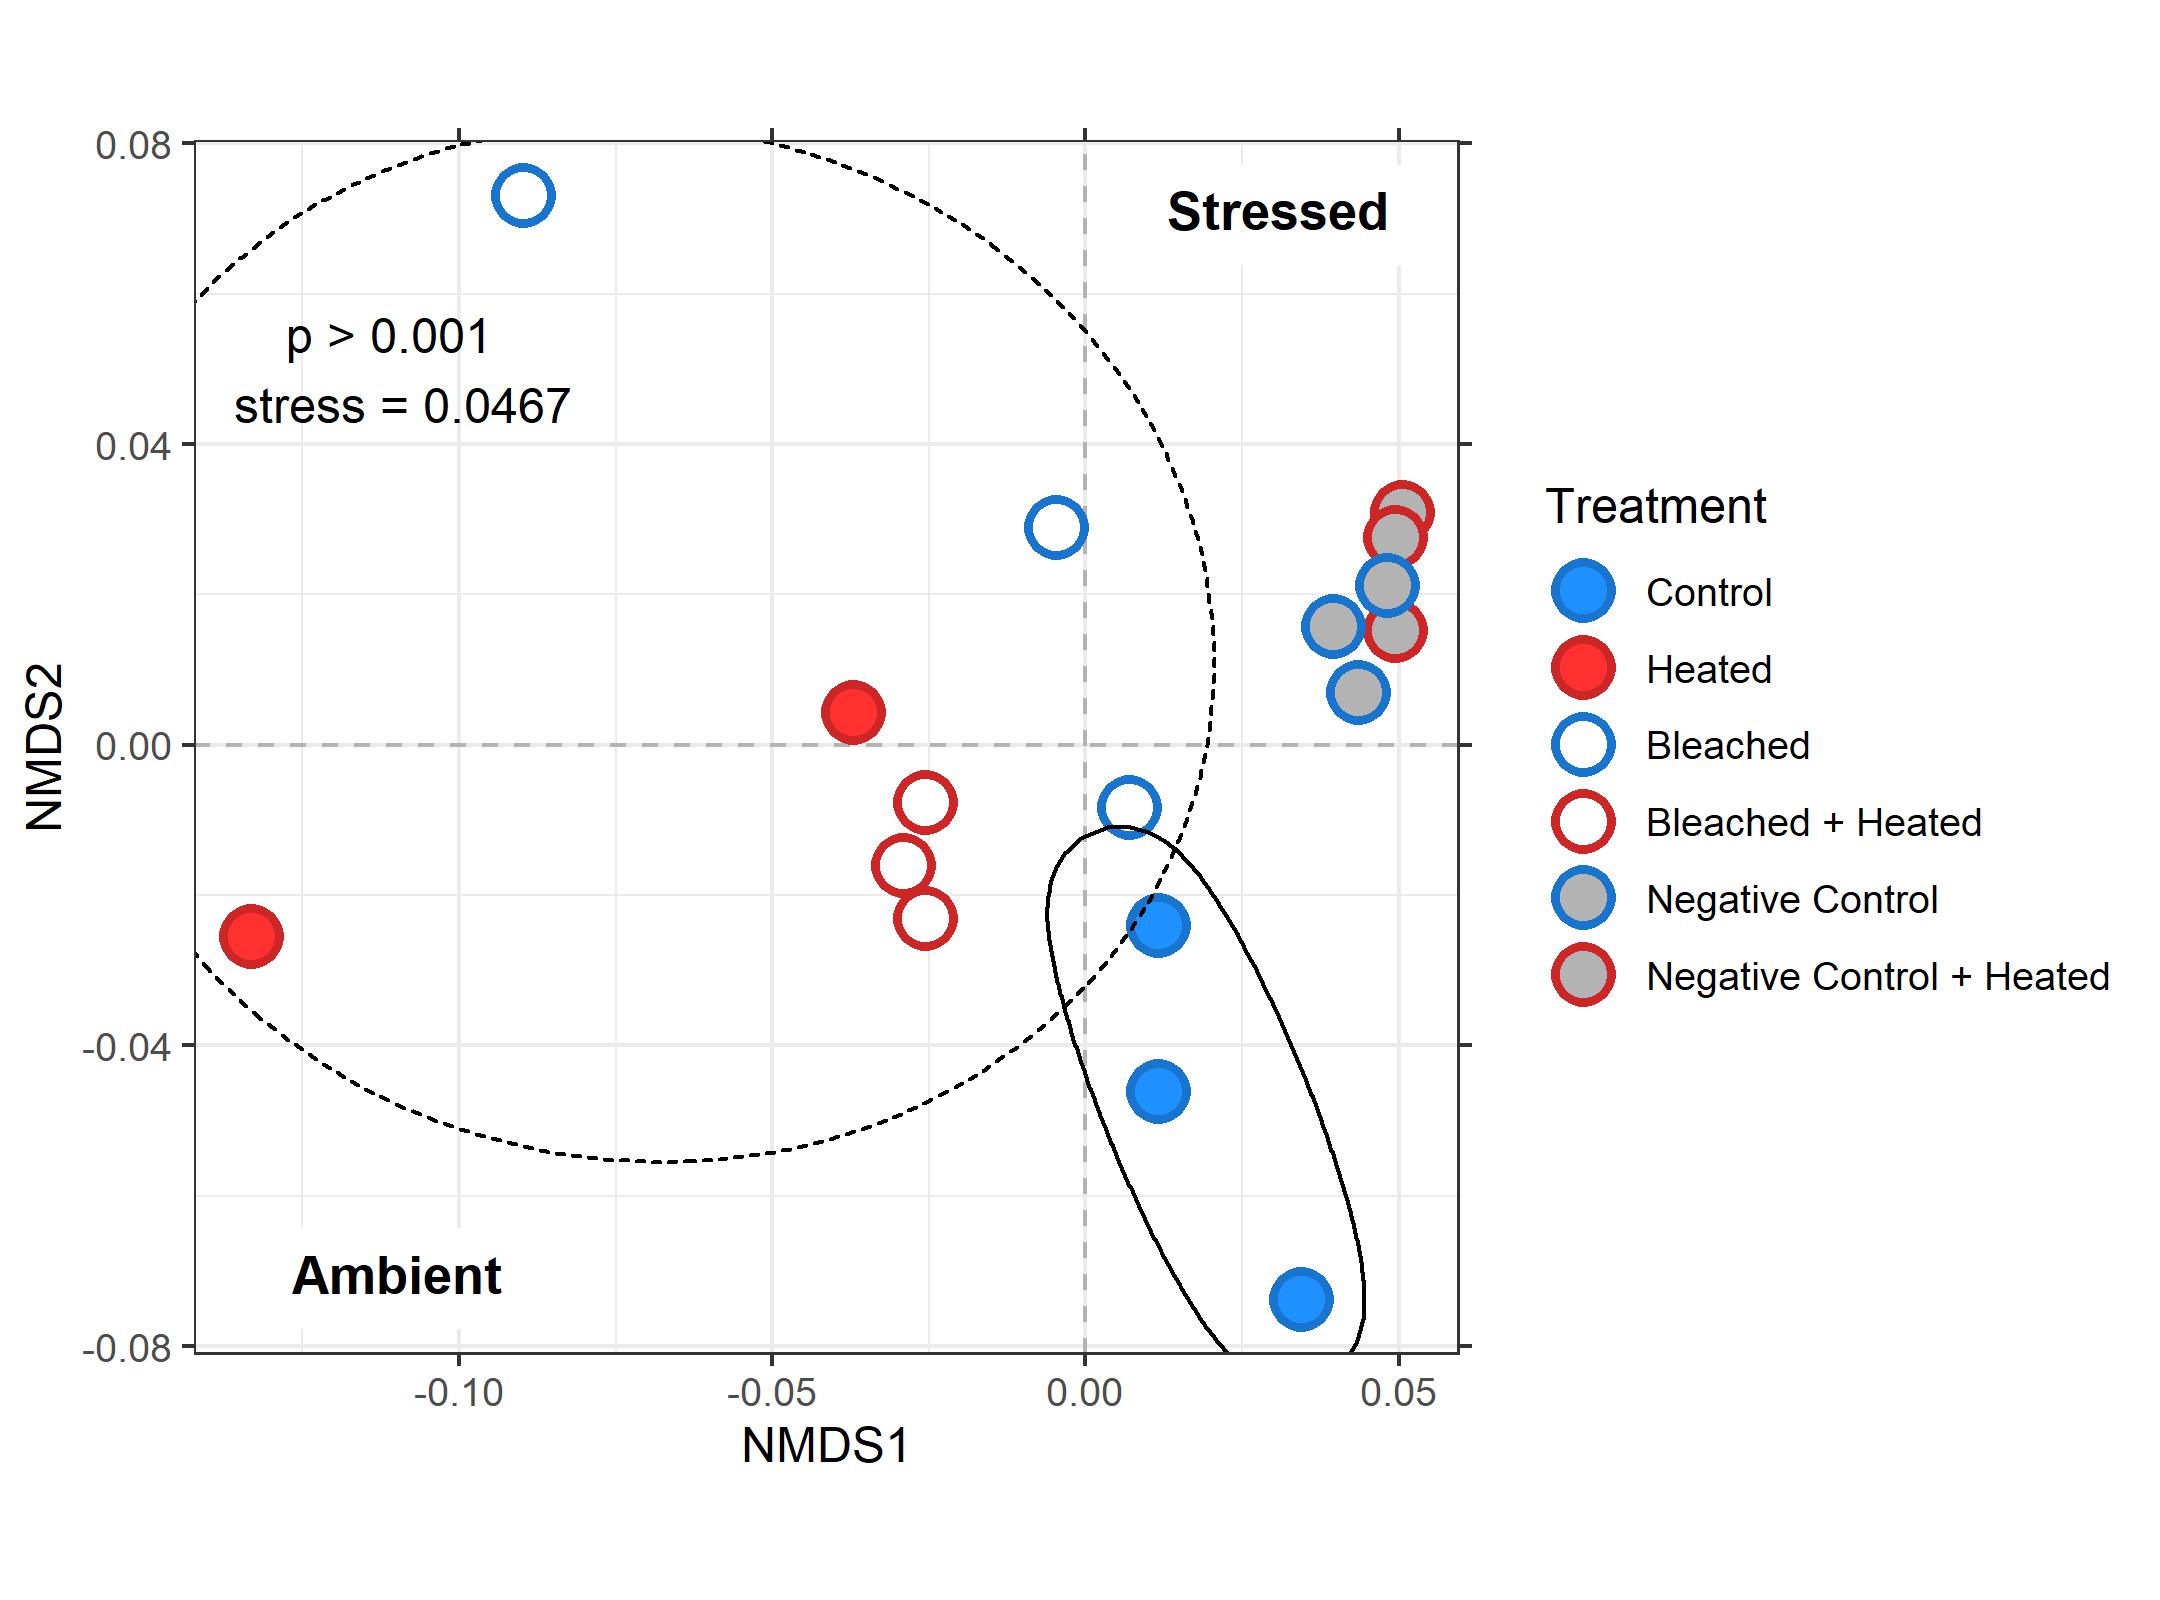 Stressed
p > 0.001
stress = 0.0467
Ambient
0.08
0.04
0.00
-0.04
-0.08
NMDS2
-0.10
-0.05
0.00
0.05
NMDS1
Treatment
Control
Heated
Bleached
Bleached + Heated
Negative Control
Negative Control + Heated